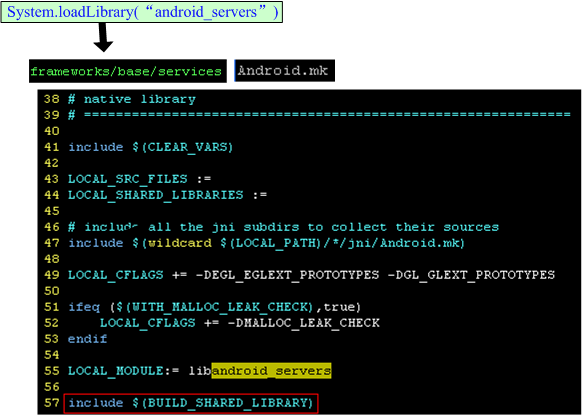 System.loadLibrary( “android_servers” )
frameworks/base/services Android.mk
38 # native library
39 # =============================================================
40
41 include $(CLEAR_VARS)
42
43 LOCAL_SRC_FILES :=
44 LOCAL_SHARED_LIBRARIES :=
45
46 # include all the jni subdirs to collect their sources
47 include $(wildcard $(LOCAL_PATH)/*/jni/Android.mk)
48
49 LOCAL_CFLAGS += -DEGL_EGLEXT_PROTOTYPES -DGL_GLEXT_PROTOTYPES
50
51 ifeq ($(WITH_MALLOC_LEAK_CHECK),true)
52     LOCAL_CFLAGS += -DMALLOC_LEAK_CHECK
53 endif
54
55 LOCAL_MODULE:= libandroid_servers
56
57 include $(BUILD_SHARED_LIBRARY)